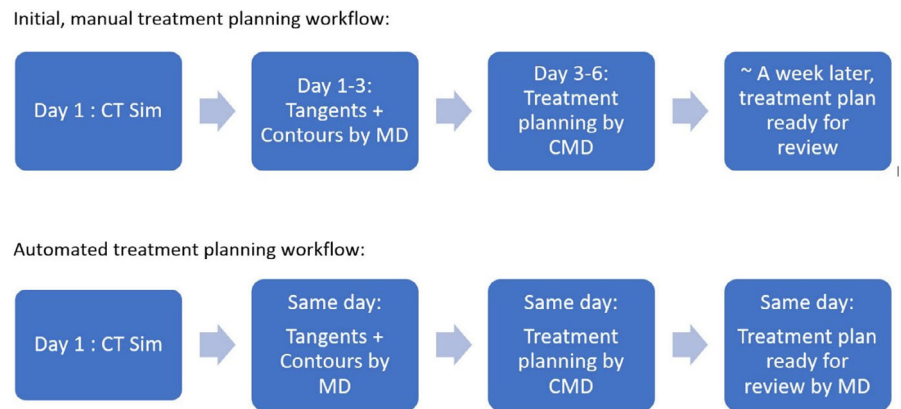 Initial, manual treatment planning workflow:
Day 1 : CT Sim
Day 1-3:
Tangents +
Contours by MD
Day 3-6:
Treatment
planning by
CMD
~ A week later,
treatment plan
ready for
review
Automated treatment planning workflow:
Day 1 : CT Sim
Same day:
Tangents +
Contours by
MD
Same day:
Treatment
planning by
CMD
Same day:
Treatment plan
ready for
review by MD